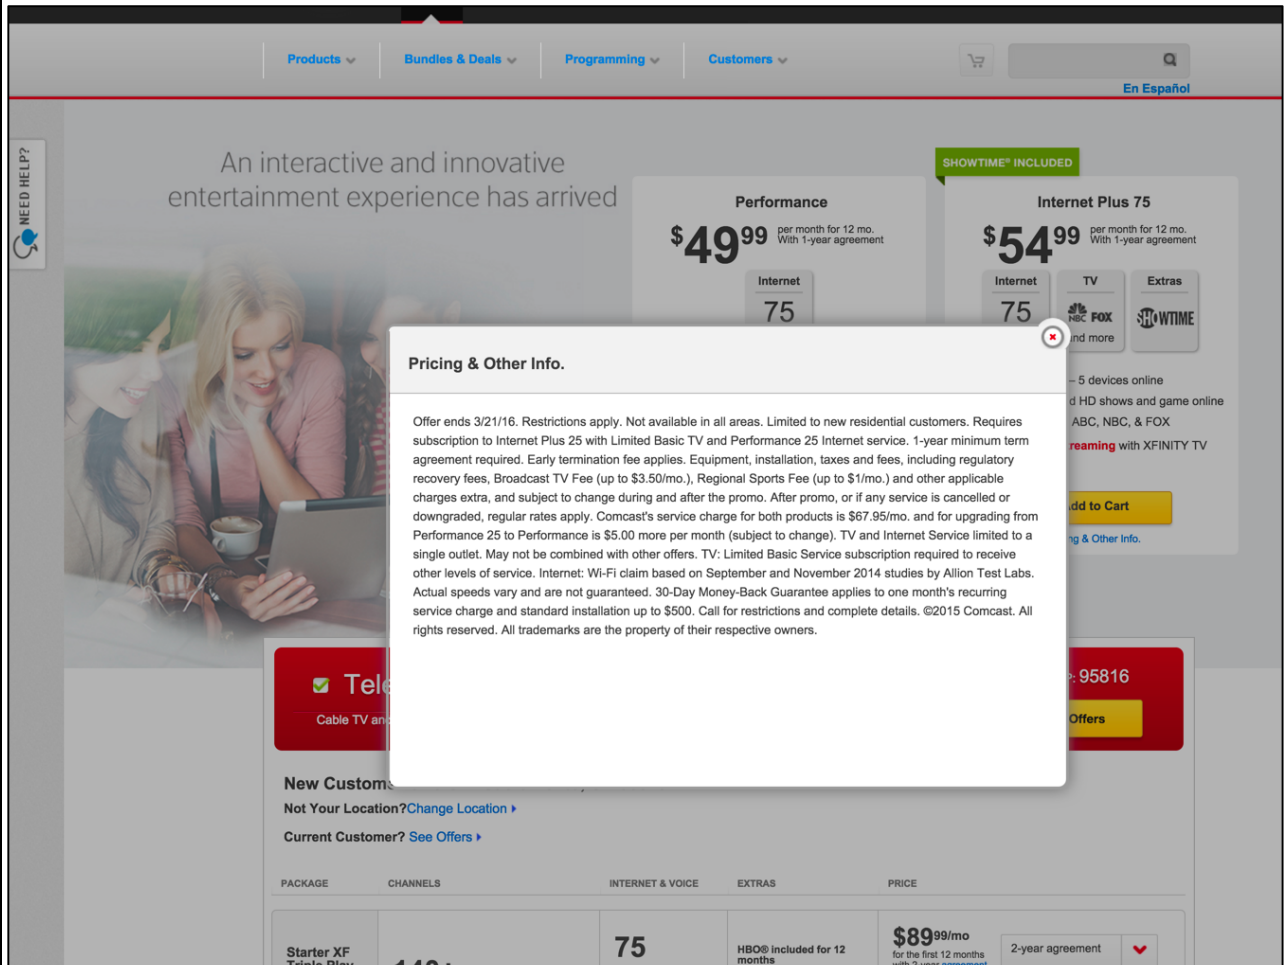 Products
Bundles & Deals
Programming
Customers
En Español
NEED HELP?
An interactive and innovative
entertainment experience has arrived
Performance
$49 99 per month for 12 mo.
With 1-year agreement
Internet
75
SHOWTIME® INCLUDED
Internet Plus 75
$54 99 per month for 12 mo.
With 1-year agreement
Internet TV Extras
75 NBC FOX SHOWTIME
nd more
– 5 devices online
d HD shows and game online
ABC, NBC, & FOX
reaming with XFINITY TV
dd to Cart
ng & Other Info.
Pricing & Other Info.
Offer ends 3/21/16. Restrictions apply. Not available in all areas. Limited to new residential customers. Requires
subscription to Internet Plus 25 with Limited Basic TV and Performance 25 Internet service. 1-year minimum term
agreement required. Early termination fee applies. Equipment, installation, taxes and fees, including regulatory
recovery fees, Broadcast TV Fee (up to $3.50/mo.), Regional Sports Fee (up to $1/mo.) and other applicable
charges extra, and subject to change during and after the promo. After promo, or if any service is cancelled or
downgraded, regular rates apply. Comcast's service charge for both products is $67.95/mo. and for upgrading from
Performance 25 to Performance is $5.00 more per month (subject to change). TV and Internet Service limited to a
single outlet. May not be combined with other offers. TV: Limited Basic Service subscription required to receive
other levels of service. Internet: Wi-Fi claim based on September and November 2014 studies by Allion Test Labs.
Actual speeds vary and are not guaranteed. 30-Day Money-Back Guarantee applies to one month's recurring
service charge and standard installation up to $500. Call for restrictions and complete details. ©2015 Comcast. All
rights reserved. All trademarks are the property of their respective owners.
Tele
Cable TV an
P: 95816
Offers
New Custom
Not Your Location?Change Location
Current Customer? See Offers
PACKAGE CHANNELS INTERNET & VOICE EXTRAS PRICE
Starter XF
Triple Play
75
HBO® included for 12
months
$89 99/mo
for the first 12 months
with 2-year agreement
2-year agreement